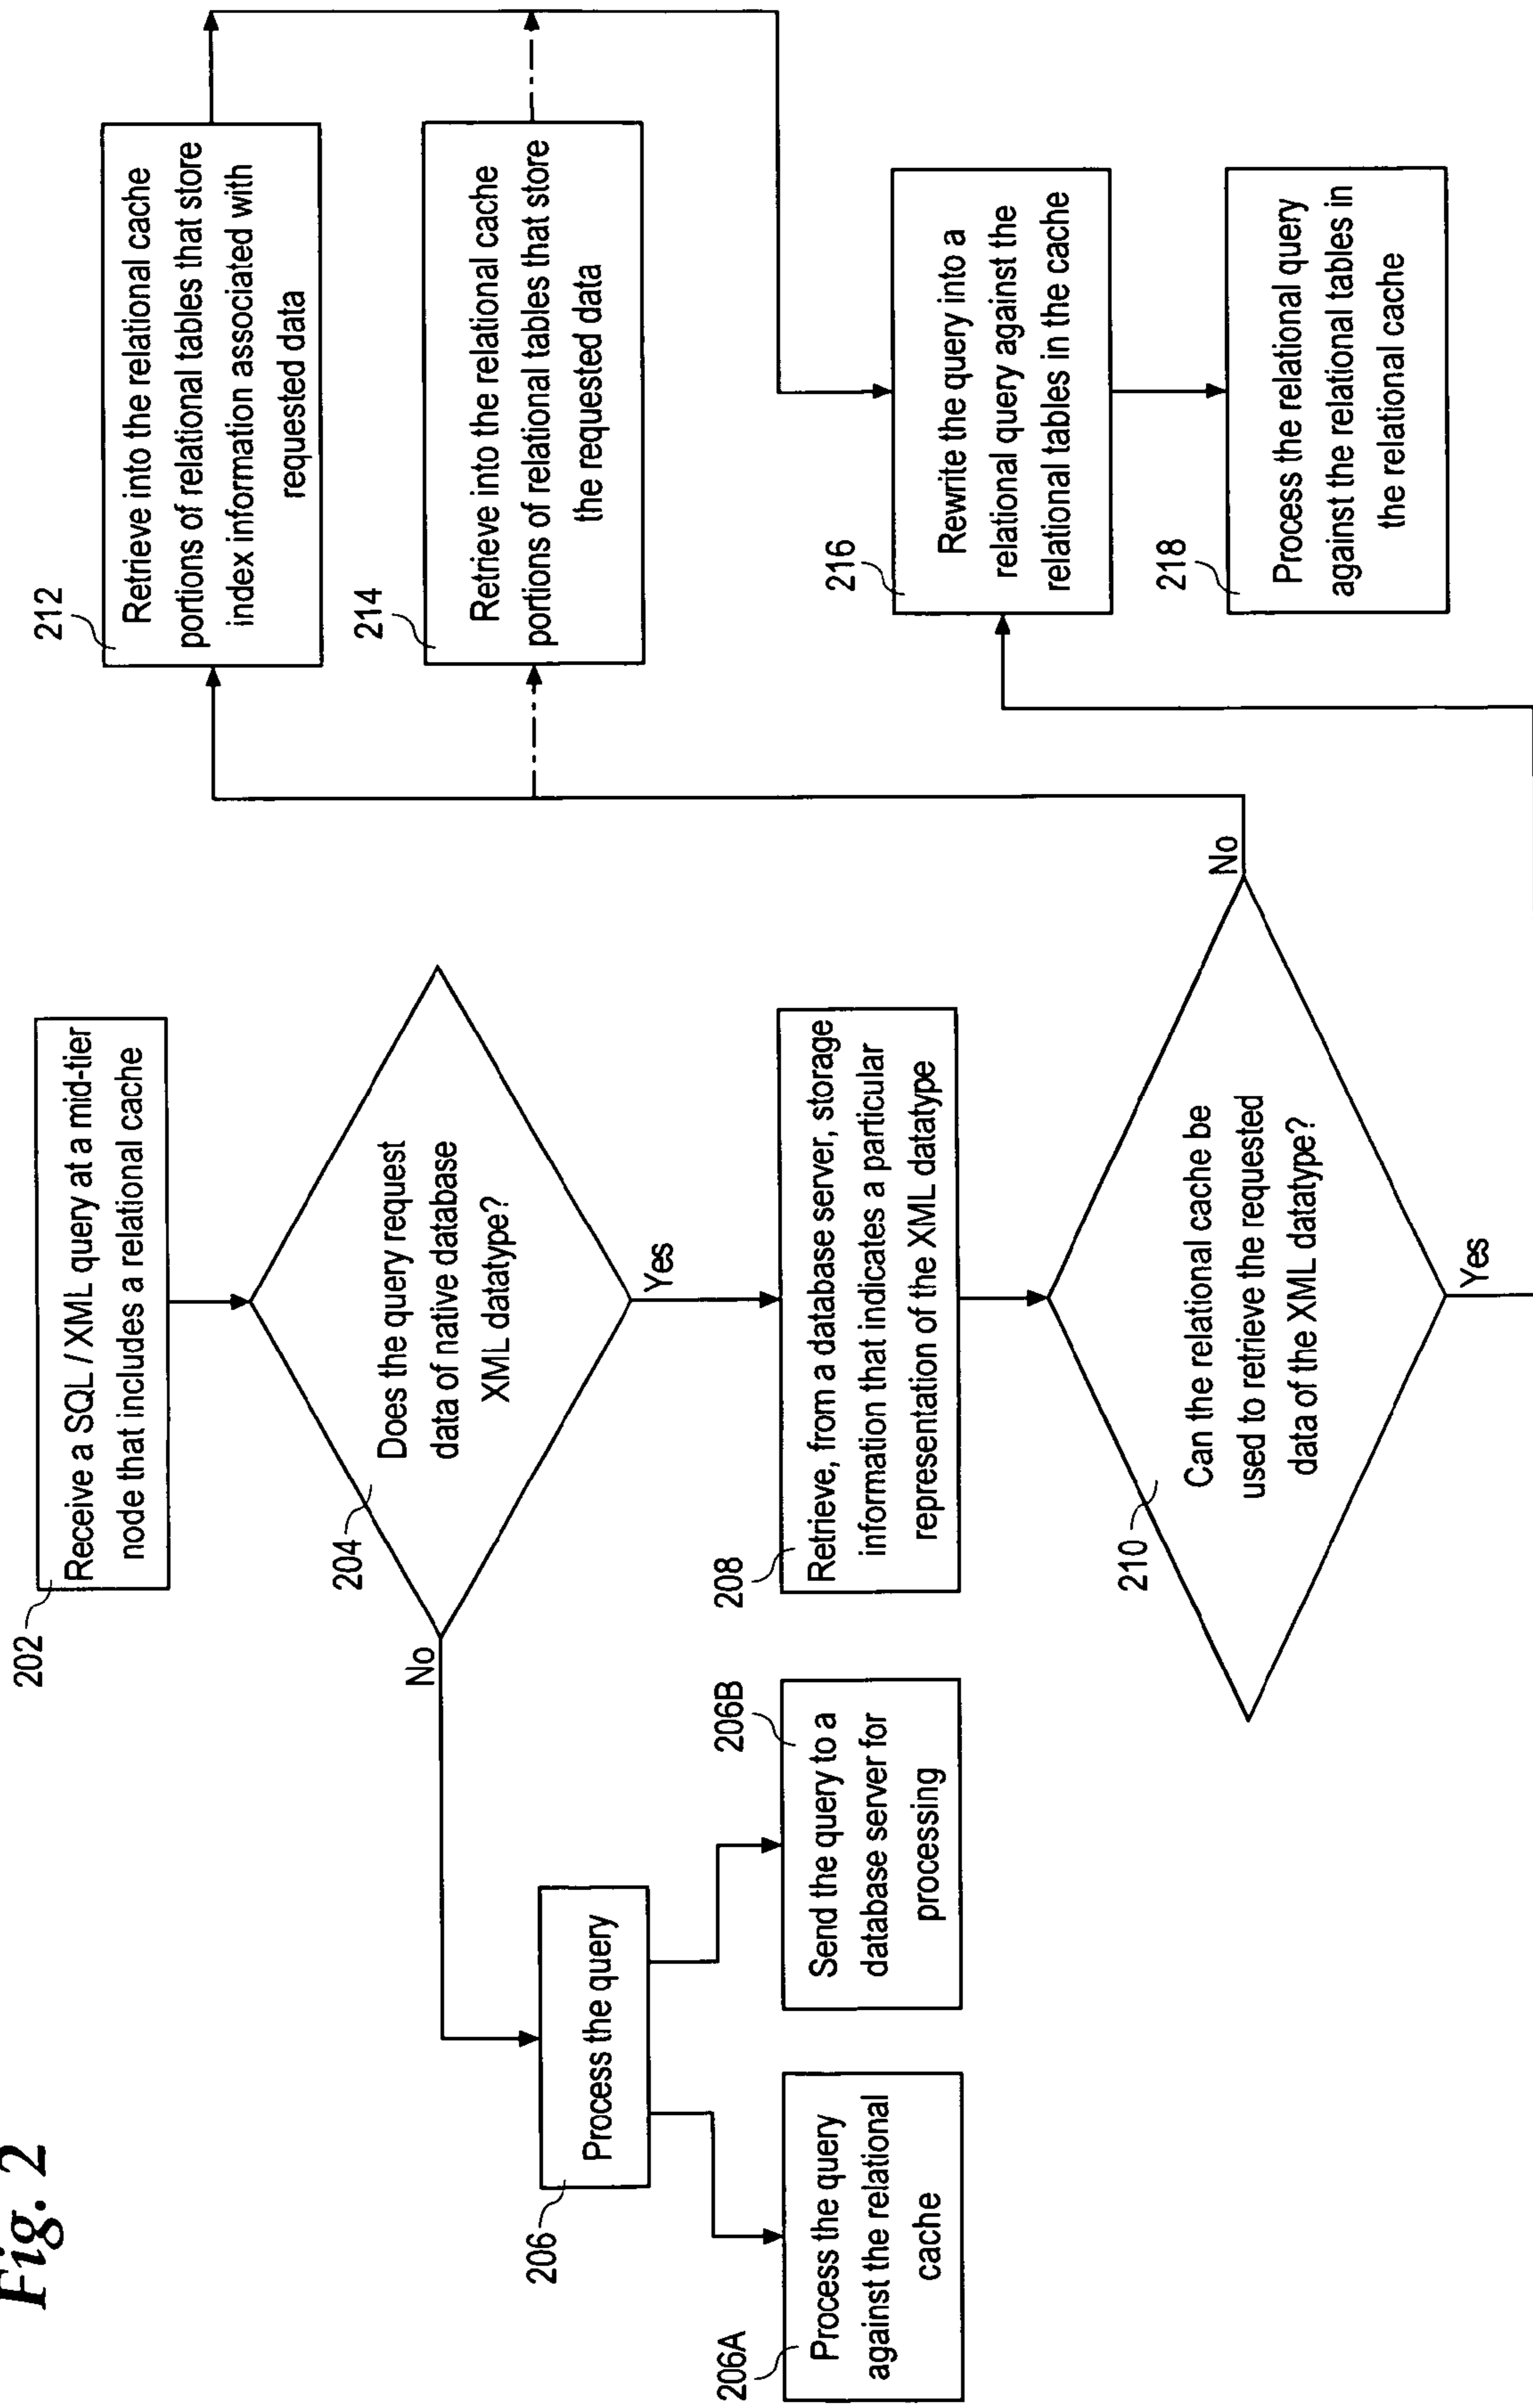 Fig. 2
202
Receive a SQL / XML query at a mid-tier
node that includes a relational cache
204
Does the query request
data of native database
XML datatype?
No
Yes
206
Process the query
206A
Process the query
against the relational
cache
206B
Send the query to a
database server for
processing
208
Retrieve, from a database server, storage
information that indicates a particular
representation of the XML datatype
210
Can the relational cache be
used to retrieve the requested
data of the XML datatype?
No
Yes
212
Retrieve into the relational cache
portions of relational tables that store
index information associated with
requested data
214
Retrieve into the relational cache
portions of relational tables that store
the requested data
216
Rewrite the query into a
relational query against the
relational tables in the cache
218
Process the relational query
against the relational tables in
the relational cache